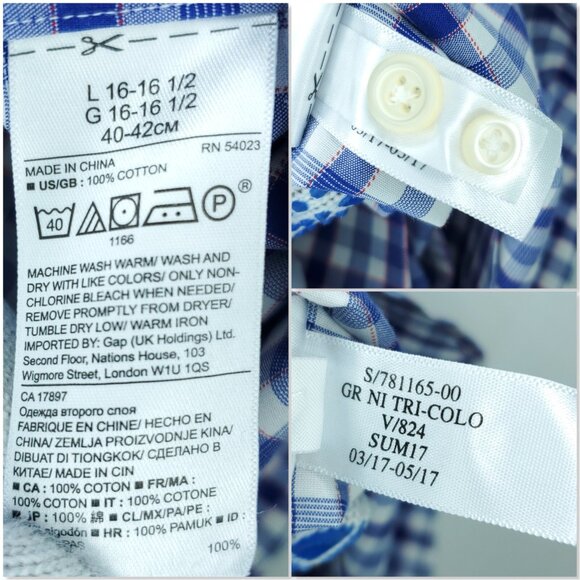 L 16-16 1/2
G 16-16 1/2
40-42CM
RN 54023
MADE IN CHINA
■ US/GB : 100% COTTON
40
P ®
1166
MACHINE WASH WARM/ WASH AND
DRY WITH LIKE COLORS/ ONLY NON-
CHLORINE BLEACH WHEN NEEDED/
REMOVE PROMPTLY FROM DRYER/
TUMBLE DRY LOW/ WARM IRON
IMPORTED BY: Gap (UK Holdings) Ltd.
Second Floor, Nations House, 103
Wigmore Street, London W1U 1QS
CA 17897
Одежда второго слоя
FABRIQUE EN CHINE/ HECHO EN
CHINA/ ZEMLJA PROIZVODNJE KINA/
DIBUAT DI TIONGKOK/ СДЕЛАНО В
КИТАЕ/ MADE IN CIN
■ CA : 100% COTTON ■ FR/MA :
100% COTON ■ IT : 100% COTONE
■ JP : 100% 綿 ■ CL/MX/PA/PE :
algodón ■ HR : 100% PAMUK ■ ID :
100%
03/17-05/17
S/781165-00
GR NI TRI-COLO
V/824
SUM17
03/17-05/17